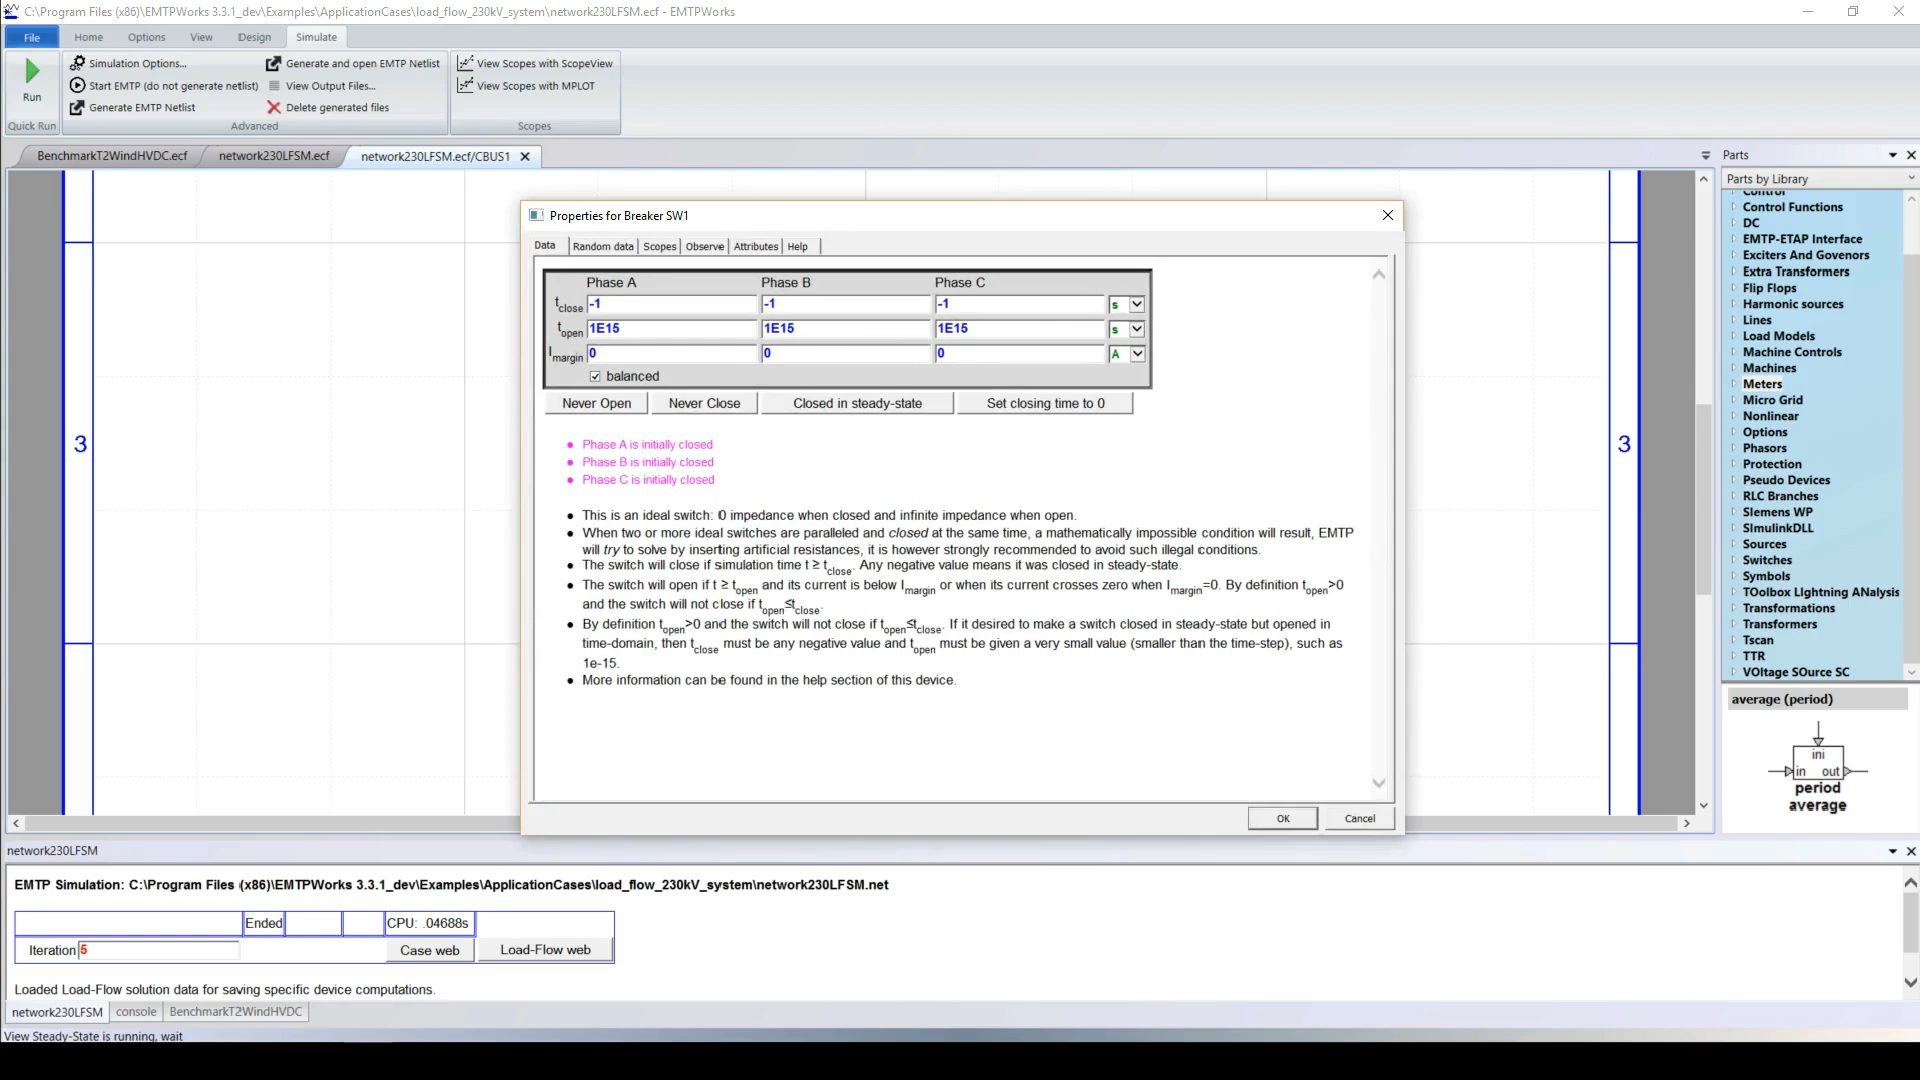 C:\Program Files (x86)\EMTPWorks 3.3.1_dev\Examples\ApplicationCases\load_flow_230kV_system\network230LFSM.ecf - EMTPWorks
File Home Options View Design Simulate
Simulation Options... Generate and open EMTP Netlist View Scopes with ScopeView
Start EMTP (do not generate netlist) View Output Files... View Scopes with MPLOT
Run Generate EMTP Netlist Delete generated files
Quick Run Advanced Scopes
BenchmarkT2WindHVDC.ecf network230LFSM.ecf network230LFSM.ecf/CBUS1
3
3
Properties for Breaker SW1
Data Random data Scopes Observe Attributes Help
Phase A Phase B Phase C
tclose -1 -1 -1 s
topen 1E15 1E15 1E15 s
Imargin 0 0 0 A
balanced
Never Open Never Close Closed in steady-state Set closing time to 0
• Phase A is initially closed
• Phase B is initially closed
• Phase C is initially closed
• This is an ideal switch: 0 impedance when closed and infinite impedance when open.
• When two or more ideal switches are paralleled and closed at the same time, a mathematically impossible condition will result, EMTP
will try to solve by inserting artificial resistances, it is however strongly recommended to avoid such illegal conditions.
• The switch will close if simulation time t ≥ tclose. Any negative value means it was closed in steady-state.
• The switch will open if t ≥ topen and its current is below Imargin or when its current crosses zero when Imargin=0. By definition topen>0
and the switch will not close if topen≤tclose.
• By definition topen>0 and the switch will not close if topen≤tclose. If it desired to make a switch closed in steady-state but opened in
time-domain, then tclose must be any negative value and topen must be given a very small value (smaller than the time-step), such as
1e-15.
• More information can be found in the help section of this device.
OK Cancel
Parts
Parts by Library
Control
Control Functions
DC
EMTP-ETAP Interface
Exciters And Govenors
Extra Transformers
Flip Flops
Harmonic sources
Lines
Load Models
Machine Controls
Machines
Meters
Micro Grid
Nonlinear
Options
Phasors
Protection
Pseudo Devices
RLC Branches
SIemens WP
SImulinkDLL
Sources
Switches
Symbols
TOolbox LIghtning ANalysis
Transformations
Transformers
Tscan
TTR
VOltage SOurce SC
average (period)
ini
in out
period
average
network230LFSM
EMTP Simulation: C:\Program Files (x86)\EMTPWorks 3.3.1_dev\Examples\ApplicationCases\load_flow_230kV_system\network230LFSM.net
Ended CPU: .04688s
Iteration 5 Case web Load-Flow web
Loaded Load-Flow solution data for saving specific device computations.
network230LFSM console BenchmarkT2WindHVDC
View Steady-State is running, wait